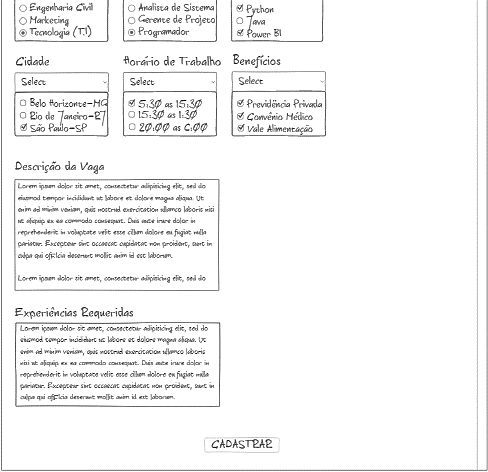 Engenharia Civil
Marketing
Tecnologia (T.I)
Analista de Sistema
Gerente de Projeto
Programador
Python
Java
Power BI
Cidade
Horário de Trabalho
Benefícios
Select
Select
Select
Belo Horizonte-MG
Rio de Janeiro-RJ
São Paulo-SP
5:30 as 15:30
15:30 as 1:30
20:00 as 6:00
Previdência Privada
Convênio Médico
Vale Alimentação
Descrição da Vaga
Lorem ipsum dolor sit amet, consectetur adipisicing elit, sed do
eiusmod tempor incididunt ut labore et dolore magna aliqua. Ut
enim ad minim veniam, quis nostrud exercitation ullamco laboris nisi
ut aliquip ex ea commodo consequat. Duis aute irure dolor in
reprehenderit in voluptate velit esse cillum dolore eu fugiat nulla
pariatur. Excepteur sint occaecat cupidatat non proident, sunt in
culpa qui officia deserunt mollit anim id est laborum.
Lorem ipsum dolor sit amet, consectetur adipisicing elit, sed do
Experiências Requeridas
Lorem ipsum dolor sit amet, consectetur adipisicing elit, sed do
eiusmod tempor incididunt ut labore et dolore magna aliqua. Ut
enim ad minim veniam, quis nostrud exercitation ullamco laboris
nisi ut aliquip ex ea commodo consequat. Duis aute irure dolor in
reprehenderit in voluptate velit esse cillum dolore eu fugiat nulla
pariatur. Excepteur sint occaecat cupidatat non proident, sunt in
culpa qui officia deserunt mollit anim id est laborum.
CADASTRAR